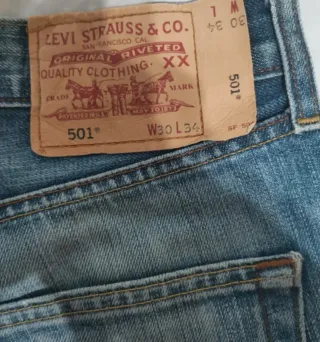 LEVI STRAUSS & CO.
SAN FRANCISCO CAL.
ORIGINAL RIVETED
QUALITY CLOTHING XX
TRADE MARK
501®
W30 L34
W L
30 34
501®